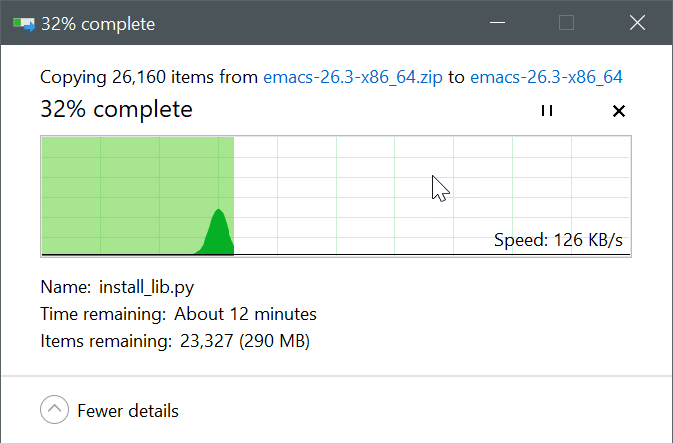 32% complete
Copying 26,160 items from emacs-26.3-x86_64.zip to emacs-26.3-x86_64
32% complete
Speed: 126 KB/s
Name: install_lib.py
Time remaining: About 12 minutes
Items remaining: 23,327 (290 MB)
Fewer details